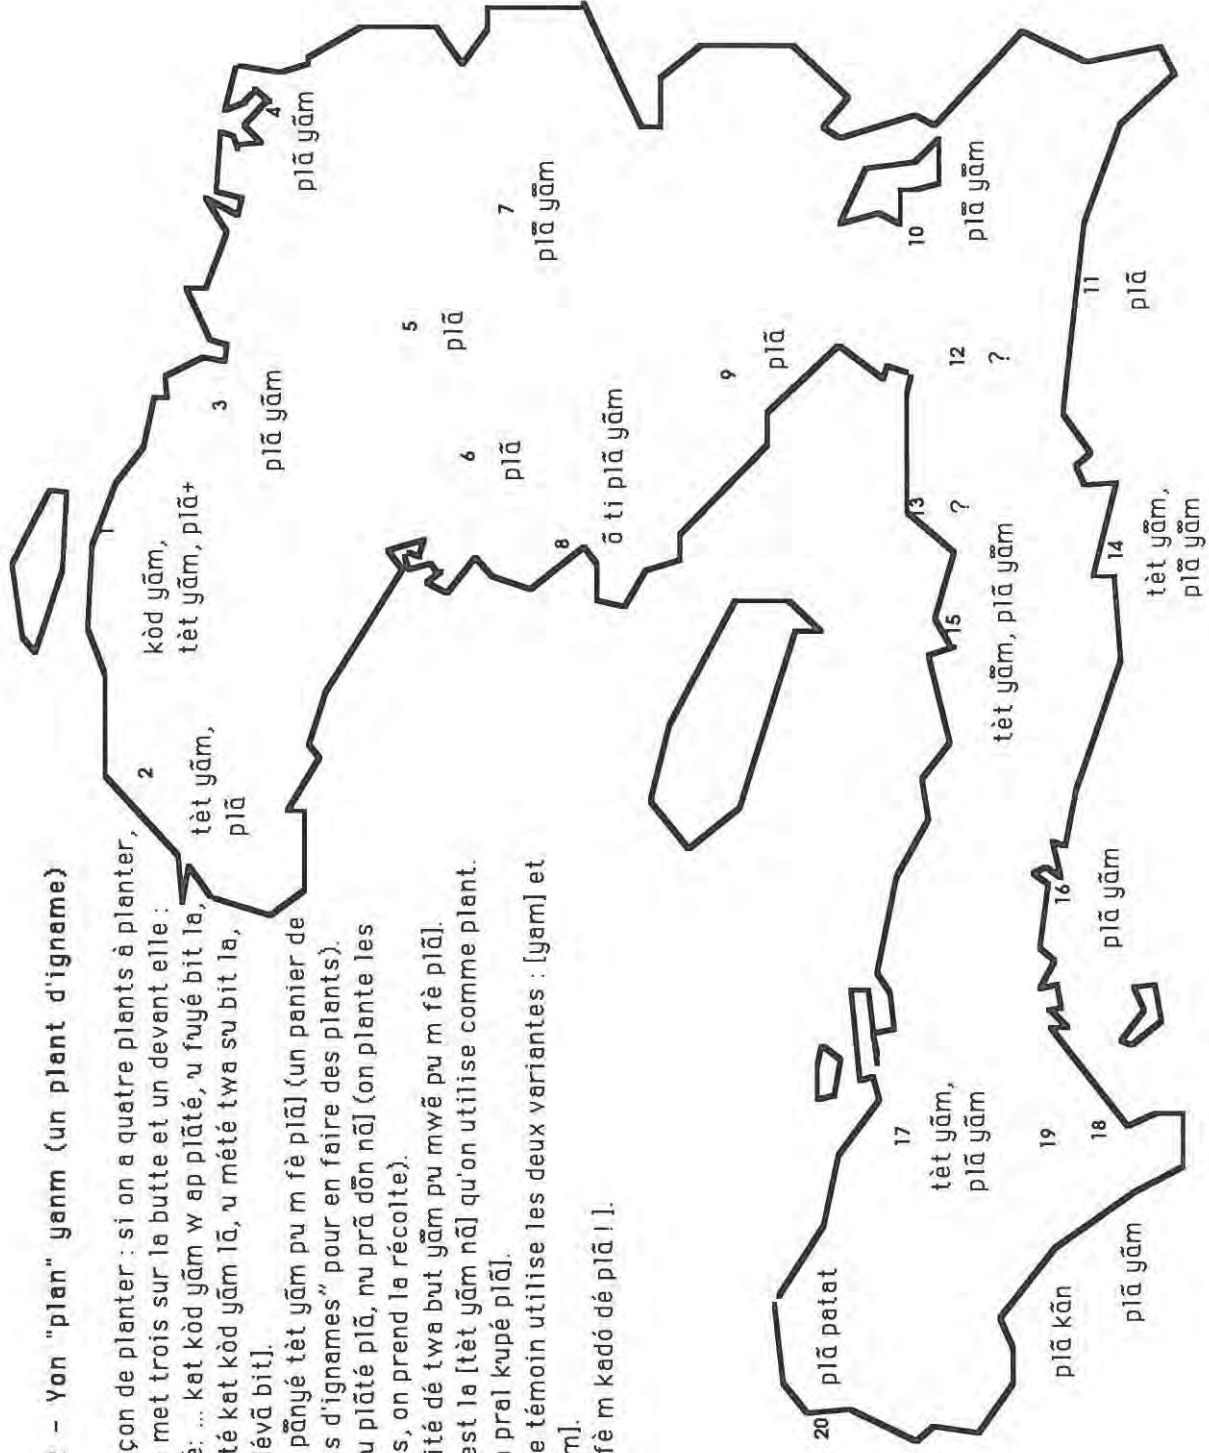 - Yon "plan" yanm (un plant d'igname)
çon de planter : si on a quatre plants à planter,
met trois sur la butte et un devant elle :
: ... kat kòd yãm w ap plãté, u fuyé bit la,
té kat kòd yãm lã, u mété twa su bit la,
lévã bit].
pãnyé tèt yãm pu m fè plã] (un panier de
s d'ignames" pour en faire des plants).
u plãté plã, nu prã dõn nã] (on plante les
s, on prend la récolte).
ité dé twa but yãm pu mwẽ pu m fè plã].
est la [tèt yãm nã] qu'on utilise comme plant.
pral kupé plã].
e témoin utilise les deux variantes : [yam] et
m].
fè m kadó dé plã !].
1
kòd yãm,
tèt yãm, plã+
2
tèt yãm,
plã
3
plã yãm
4
plã yãm
5
plã
6
plã
7
plã yãm
8
õ ti plã yãm
9
plã
10
plã yãm
11
plã
12
?
13
?
14
tèt yãm,
plã yãm
15
tèt yãm, plã yãm
16
plã yãm
17
tèt yãm,
plã yãm
18
plã yãm
19
plã kãn
20
plã patat